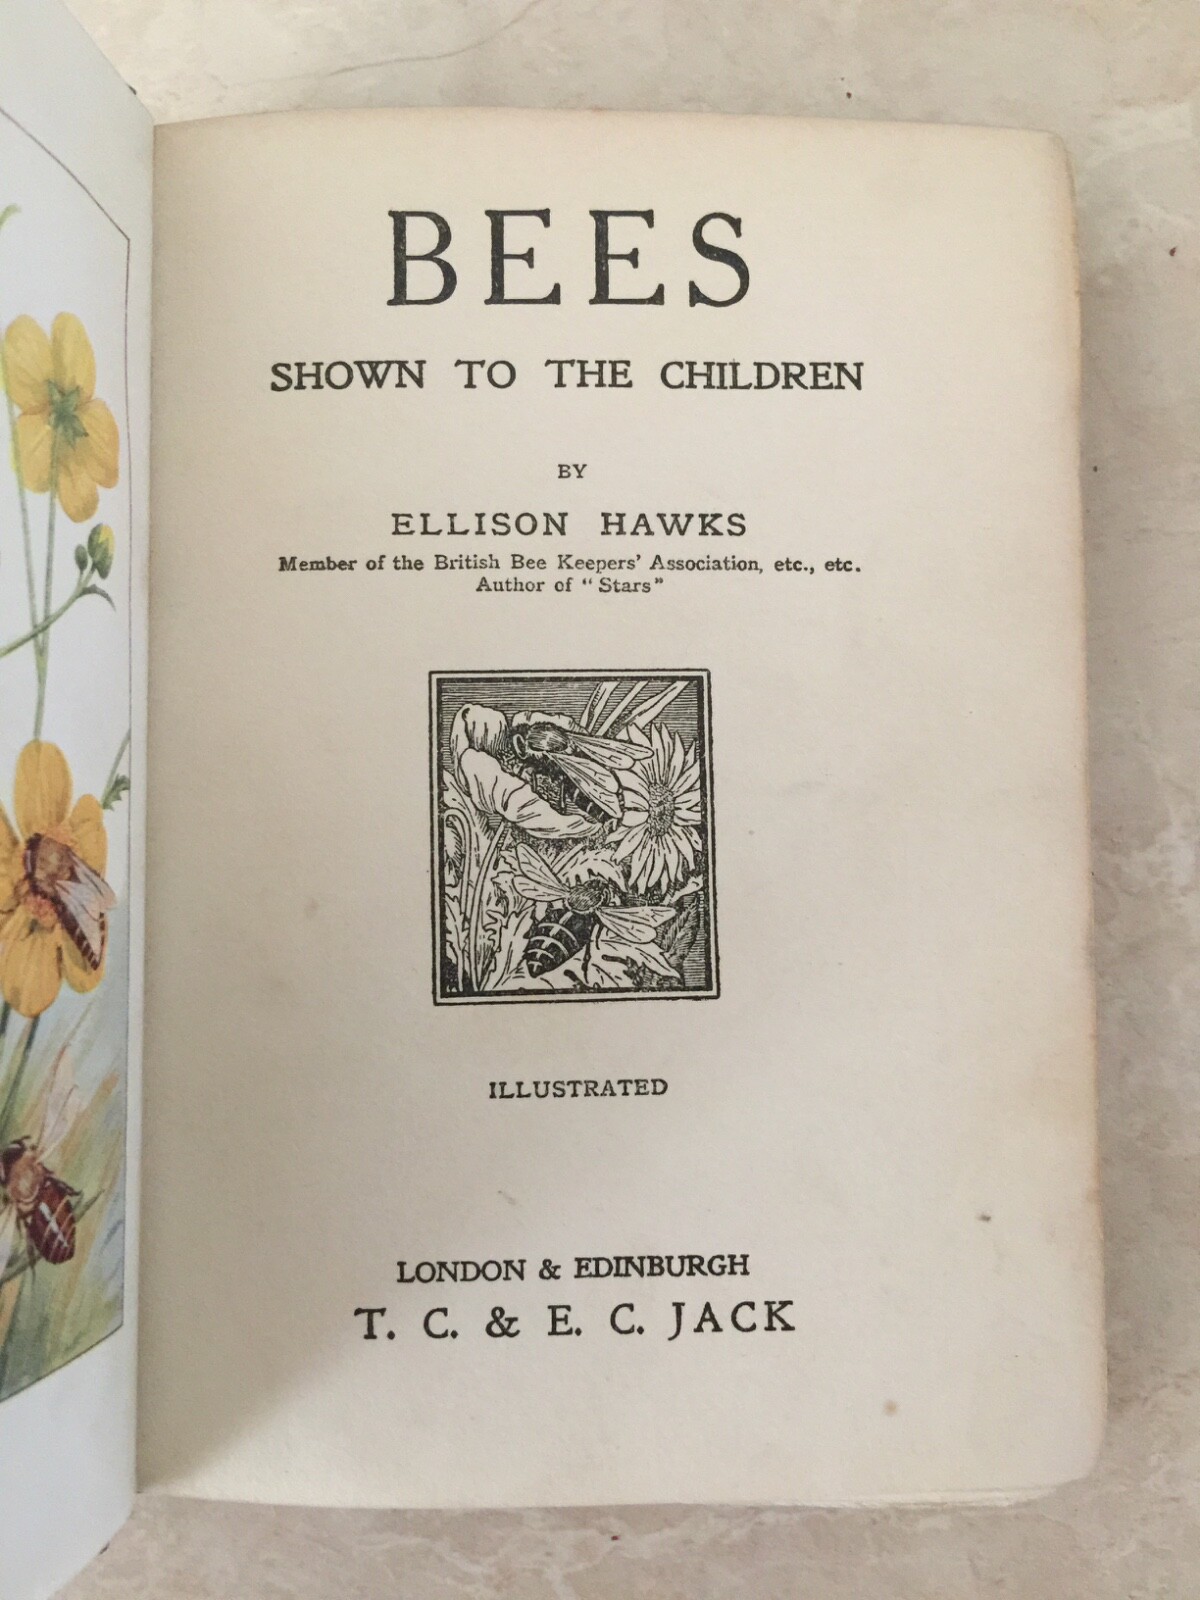 BEES
SHOWN TO THE CHILDREN
BY
ELLISON HAWKS
Member of the British Bee Keepers' Association, etc., etc.
Author of "Stars"
ILLUSTRATED
LONDON & EDINBURGH
T. C. & E. C. JACK